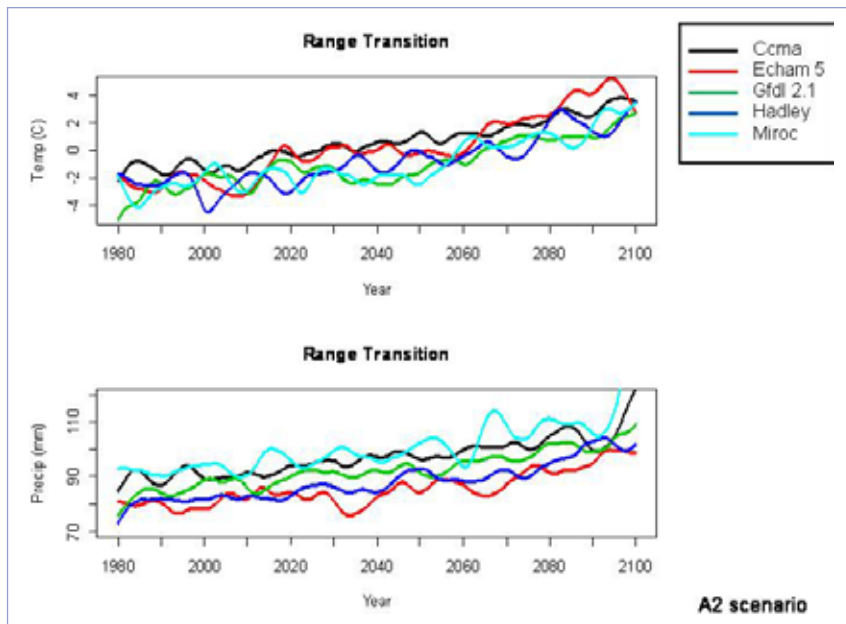 Range Transition
Ccma
Echam 5
Gfdl 2.1
Hadley
Miroc
Temp (C)
4
2
0
-2
-4
1980 2000 2020 2040 2060 2080 2100
Year
Range Transition
Precip (mm)
110
90
70
1980 2000 2020 2040 2060 2080 2100
Year
A2 scenario